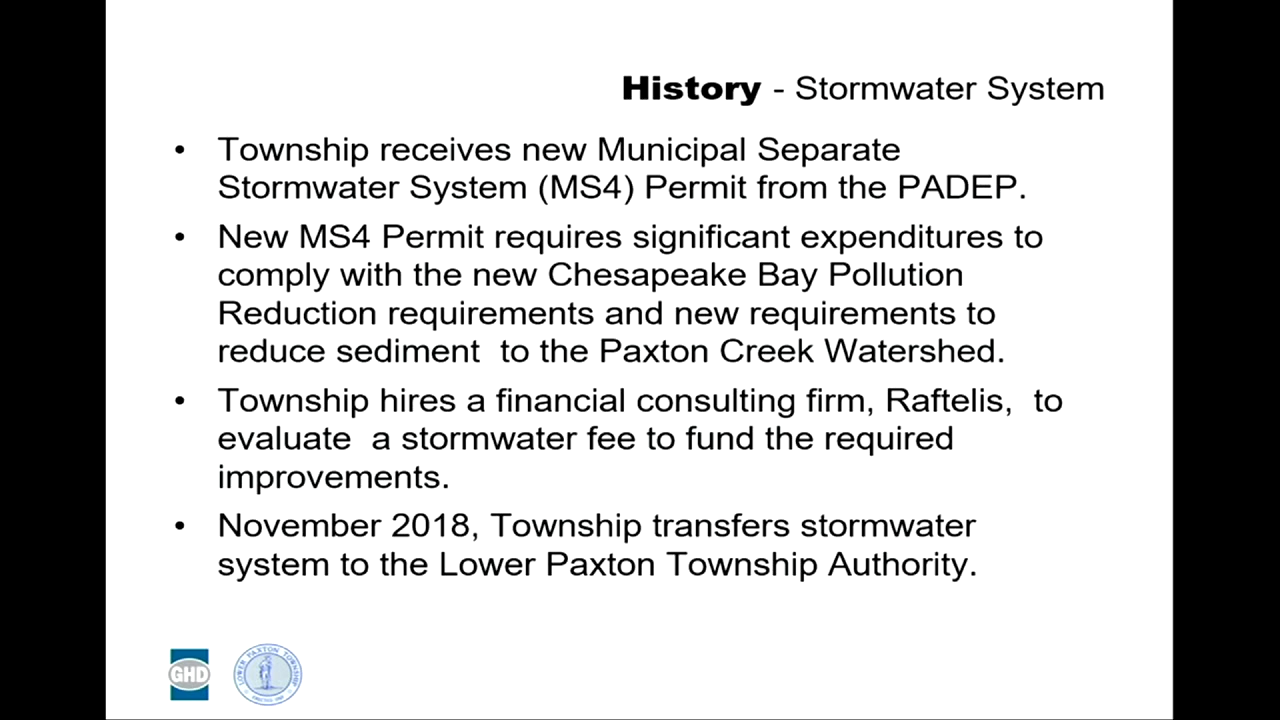 History - Stormwater System
• Township receives new Municipal Separate
Stormwater System (MS4) Permit from the PADEP.
• New MS4 Permit requires significant expenditures to
comply with the new Chesapeake Bay Pollution
Reduction requirements and new requirements to
reduce sediment  to the Paxton Creek Watershed.
• Township hires a financial consulting firm, Raftelis,  to
evaluate  a stormwater fee to fund the required
improvements.
• November 2018, Township transfers stormwater
system to the Lower Paxton Township Authority.
GHD
LOWER PAXTON TOWNSHIP